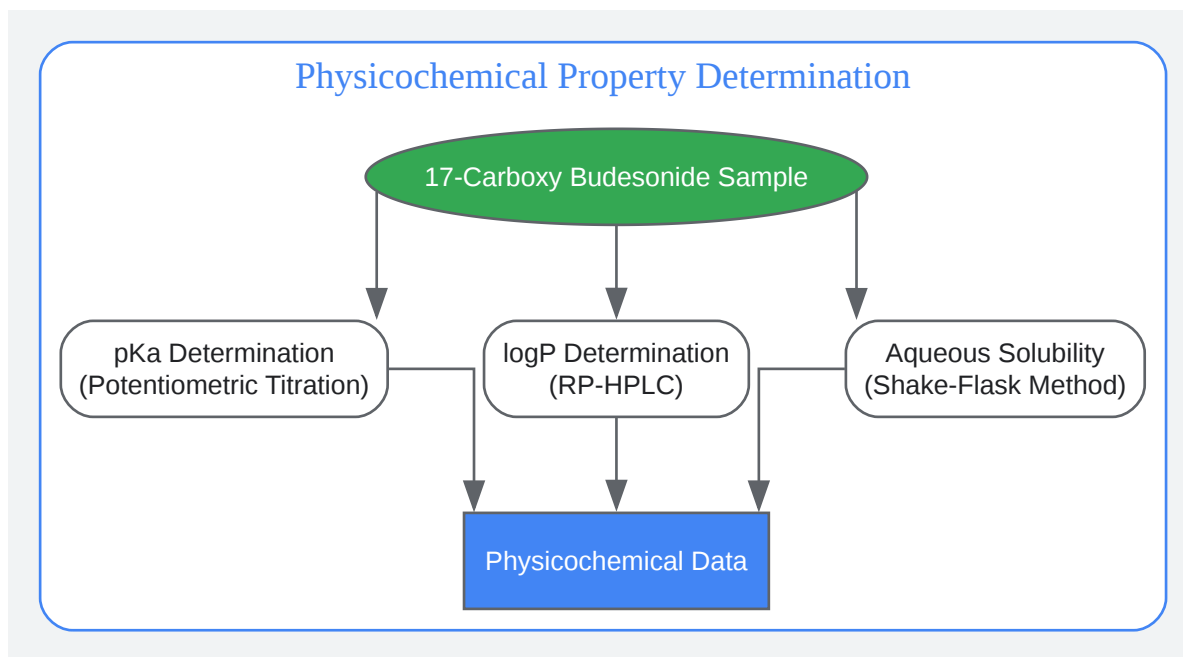 Physicochemical Property Determination
17-Carboxy Budesonide Sample
pKa Determination
(Potentiometric Titration)
logP Determination
(RP-HPLC)
Aqueous Solubility
(Shake-Flask Method)
Physicochemical Data